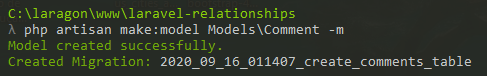 C:\laragon\www\laravel-relationships
λ php artisan make:model Models\Comment -m
Model created successfully.
Created Migration: 2020_09_16_011407_create_comments_table